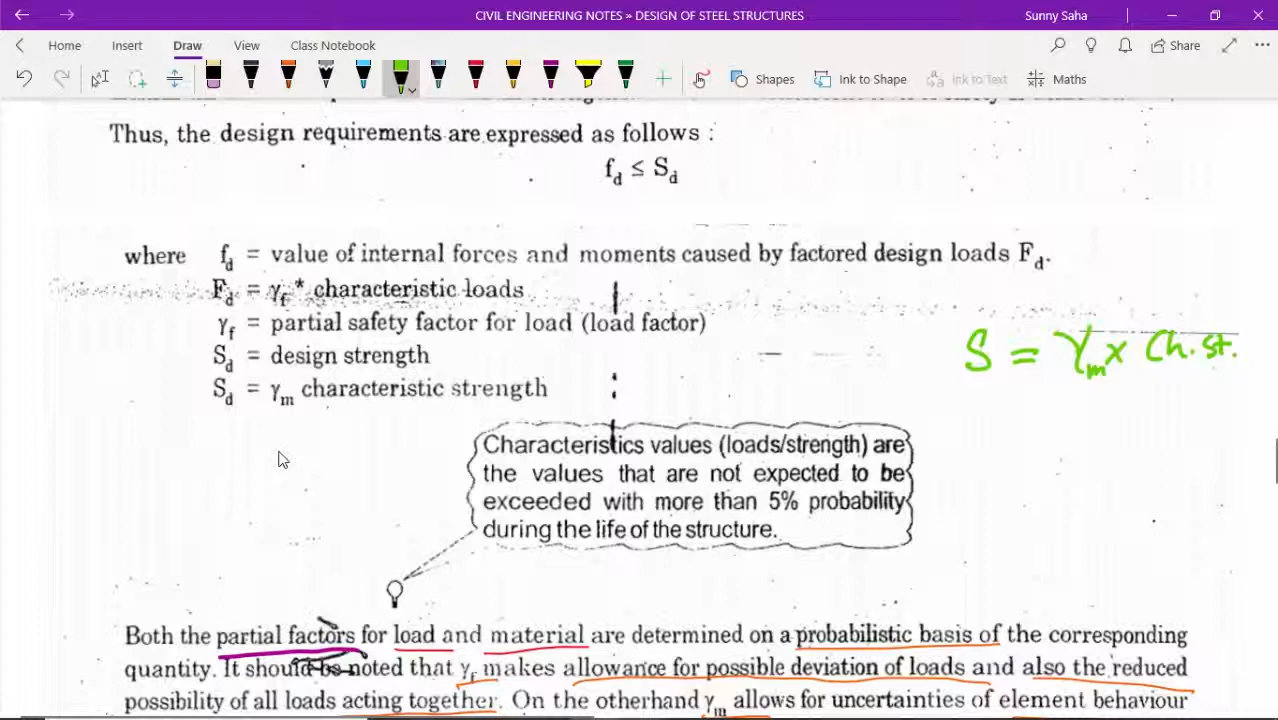 CIVIL ENGINEERING NOTES » DESIGN OF STEEL STRUCTURES
Sunny Saha
Home Insert Draw View Class Notebook Share
Shapes Ink to Shape Ink to Text Maths
Thus, the design requirements are expressed as follows :
f_d ≤ S_d
where f_d = value of internal forces and moments caused by factored design loads F_d.
F_d = γ_f * characteristic loads
γ_f = partial safety factor for load (load factor)
S_d = design strength
S_d = γ_m characteristic strength
S = γ_m x Ch. St.
Characteristics values (loads/strength) are
the values that are not expected to be
exceeded with more than 5% probability
during the life of the structure.
Both the partial factors for load and material are determined on a probabilistic basis of the corresponding
quantity. It should be noted that γ_f makes allowance for possible deviation of loads and also the reduced
possibility of all loads acting together. On the otherhand γ_m allows for uncertainties of element behaviour